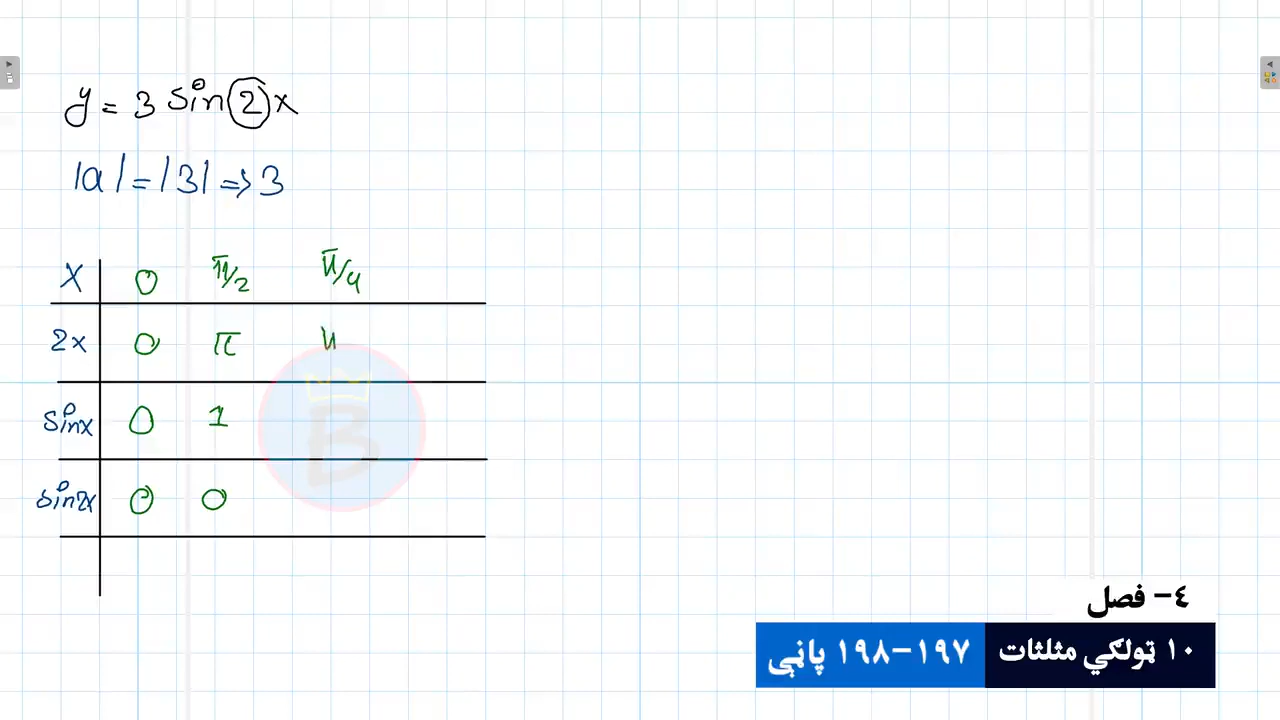 y = 3 sin 2 x
|a| = |3| => 3
x 0 π/2 π/4
2x 0 π
sinx 0 1
sin2x 0 0
B
٤- فصل
١٠ ټولګي مثلثات ١٩٧-١٩٨ پاڼې